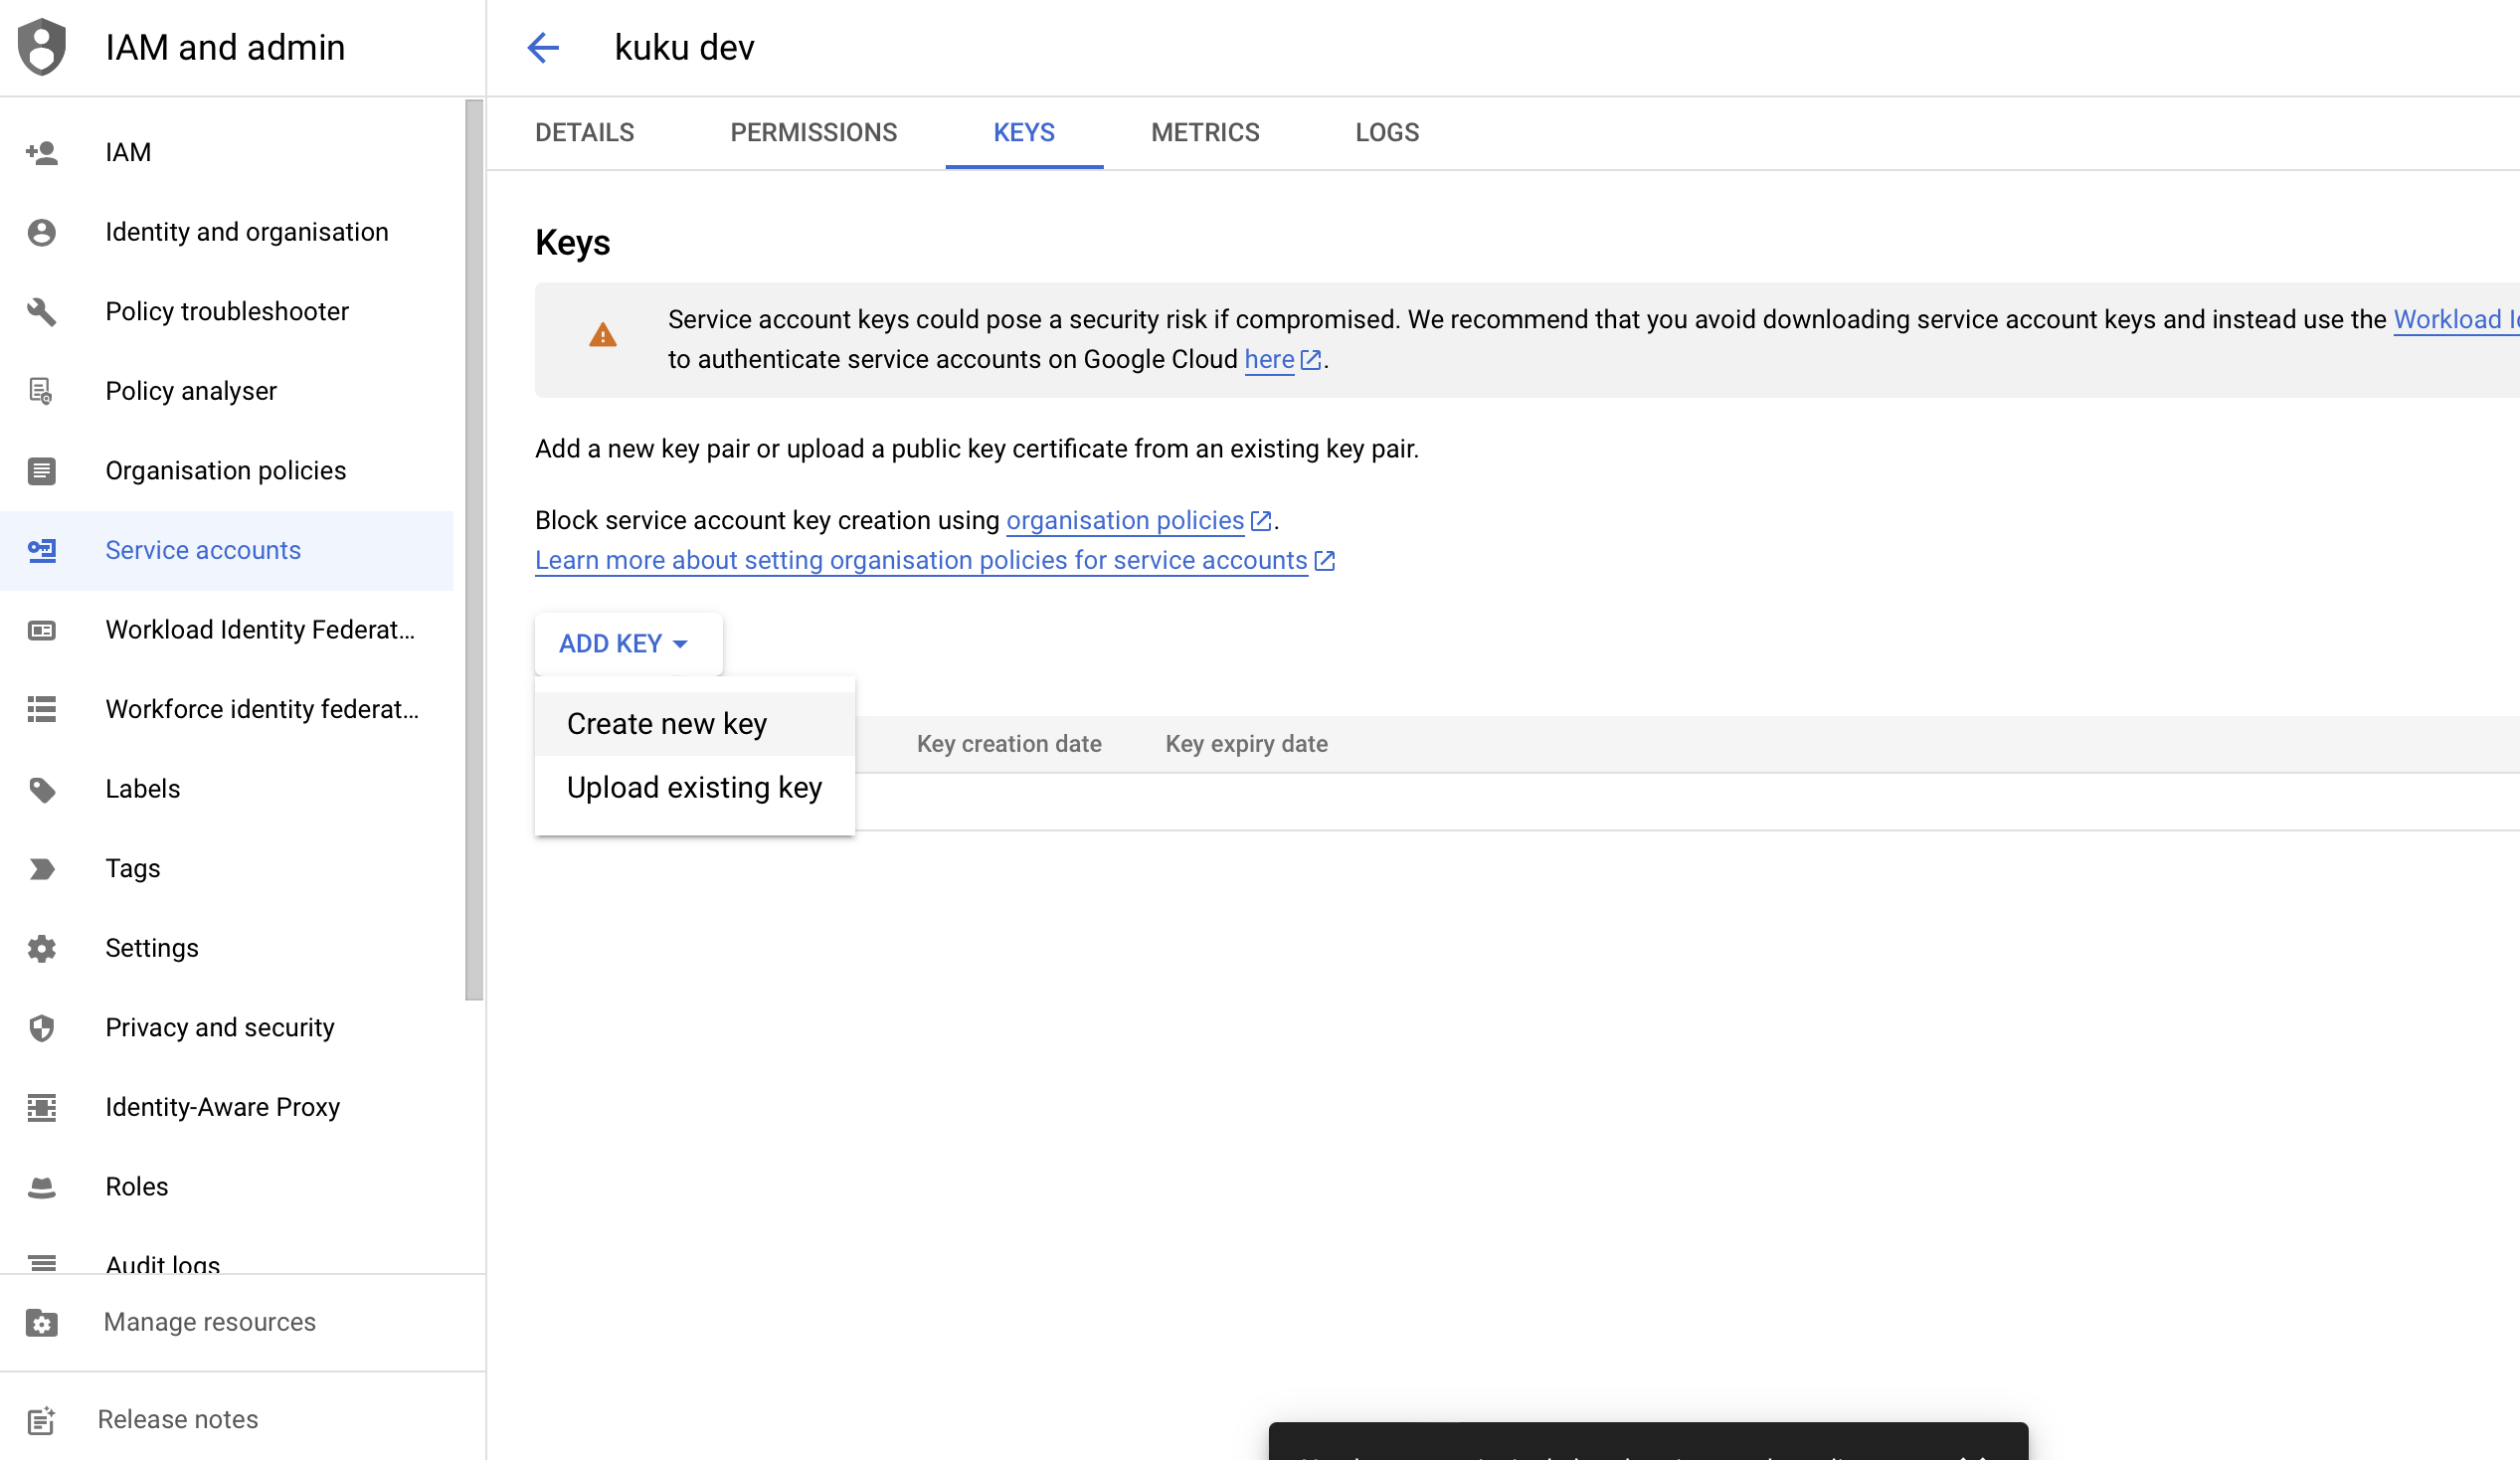 IAM and admin
IAM
Identity and organisation
Policy troubleshooter
Policy analyser
Organisation policies
Service accounts
Workload Identity Federat...
Workforce identity federat...
Labels
Tags
Settings
Privacy and security
Identity-Aware Proxy
Roles
Audit logs
Manage resources
Release notes
kuku dev
DETAILS PERMISSIONS KEYS METRICS LOGS
Keys
Service account keys could pose a security risk if compromised. We recommend that you avoid downloading service account keys and instead use the Workload
to authenticate service accounts on Google Cloud here.
Add a new key pair or upload a public key certificate from an existing key pair.
Block service account key creation using organisation policies.
Learn more about setting organisation policies for service accounts
ADD KEY
Create new key
Upload existing key
Key creation date Key expiry date